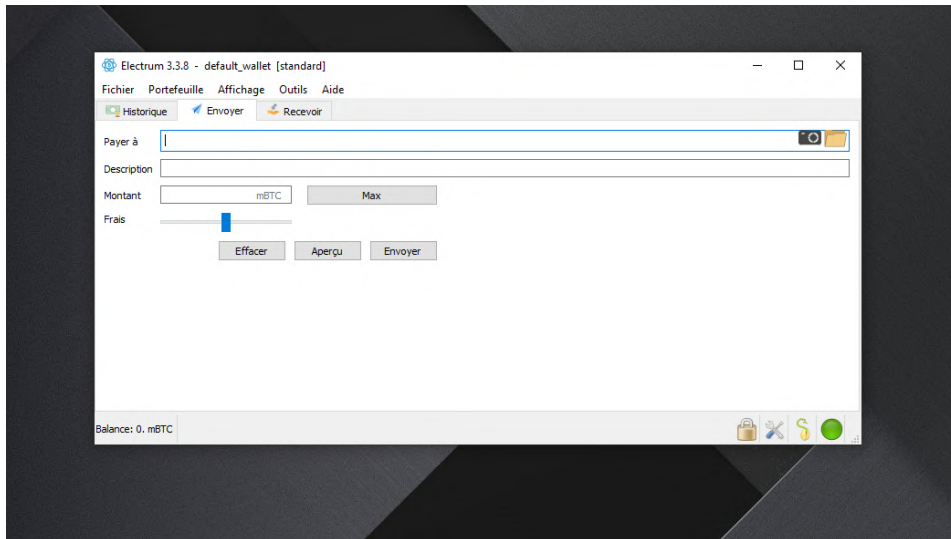 Electrum 3.3.8 - default_wallet [standard]
Fichier Portefeuille Affichage Outils Aide
Historique Envoyer Recevoir
Payer à
Description
Montant mBTC Max
Frais
Effacer Aperçu Envoyer
Balance: 0. mBTC